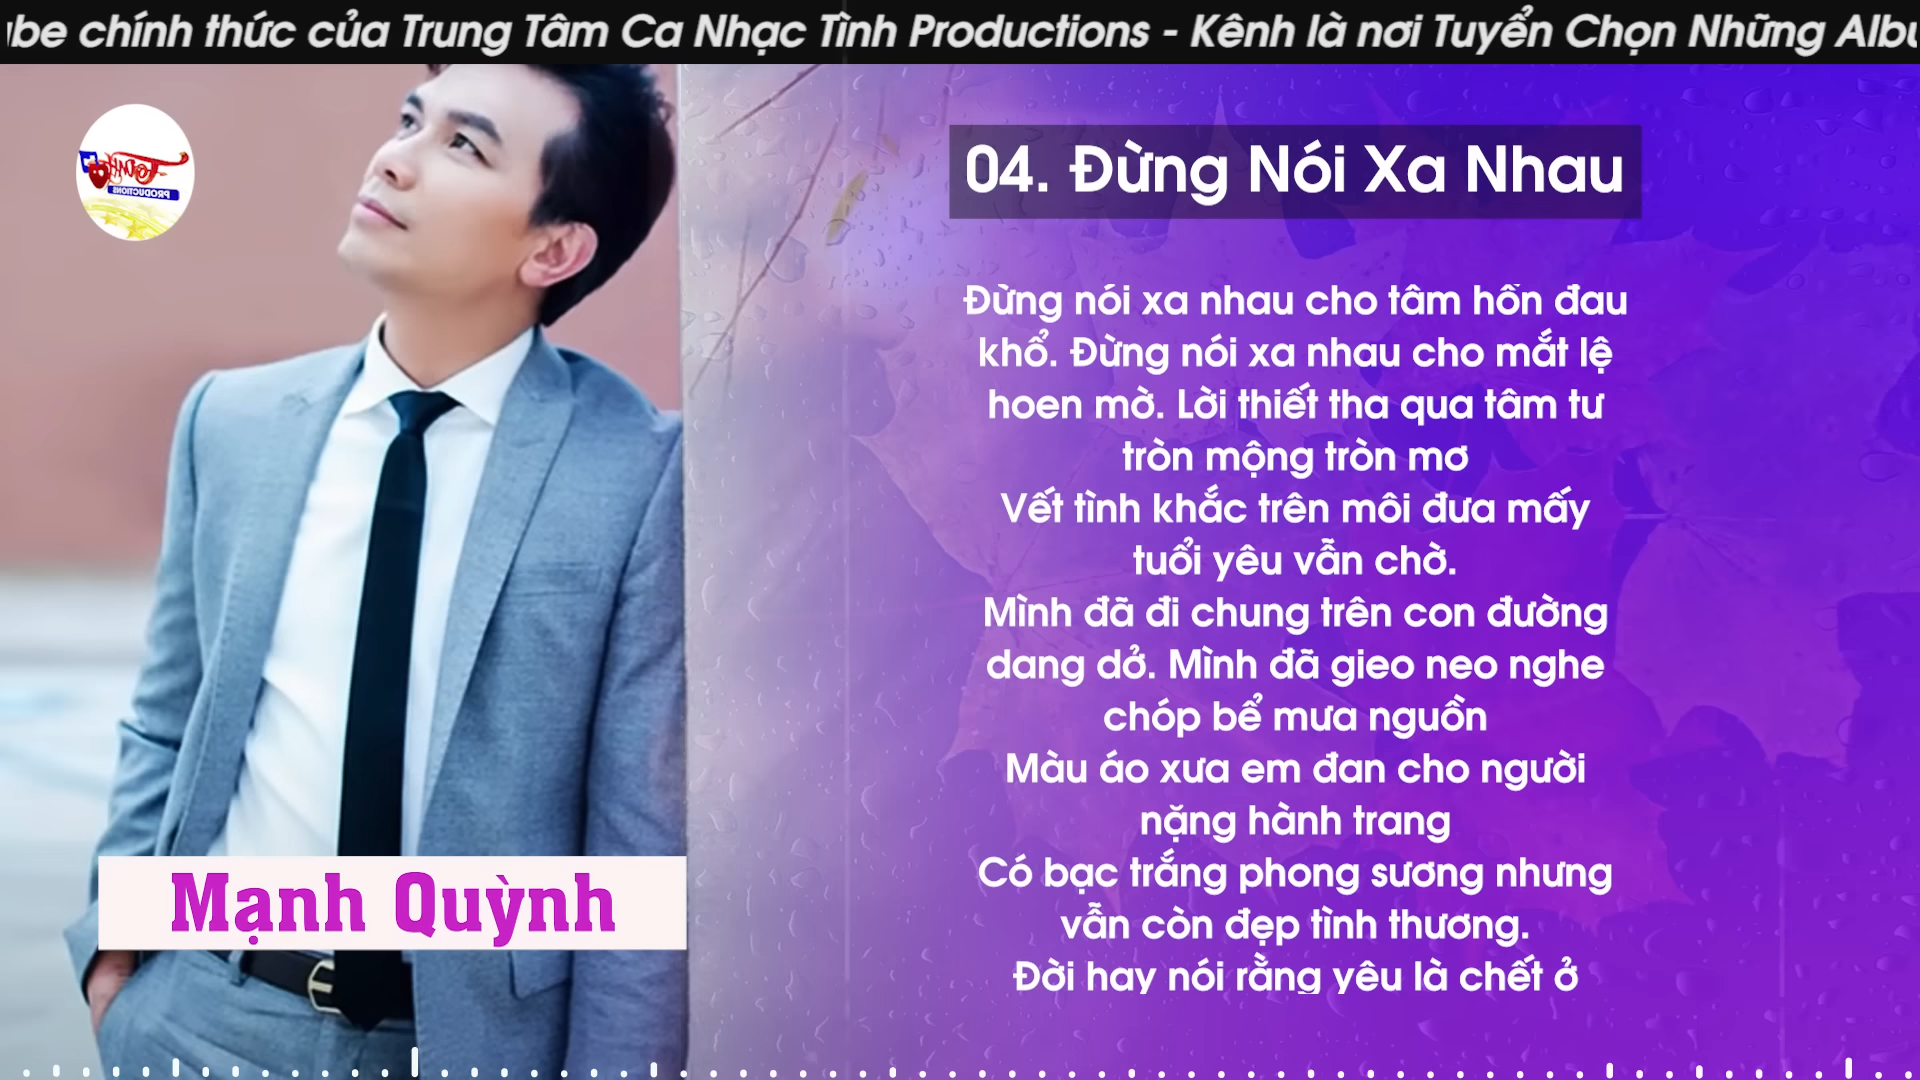 chính thức của Trung Tâm Ca Nhạc Tình Productions - Kênh là nơi Tuyển Chọn Những
04. Đừng Nói Xa Nhau
Đừng nói xa nhau cho tâm hồn đau
khổ. Đừng nói xa nhau cho mắt lệ
hoen mờ. Lời thiết tha qua tâm tư
tròn mộng tròn mơ
Vết tình khắc trên môi đưa mấy
tuổi yêu vẫn chờ.
Mình đã đi chung trên con đường
dang dở. Mình đã gieo neo nghe
chóp bể mưa nguồn
Màu áo xưa em đan cho người
nặng hành trang
Có bạc trắng phong sương nhưng
vẫn còn đẹp tình thương.
Đời hay nói rằng yêu là chết ở
Mạnh Quỳnh
PRODUCTIONS